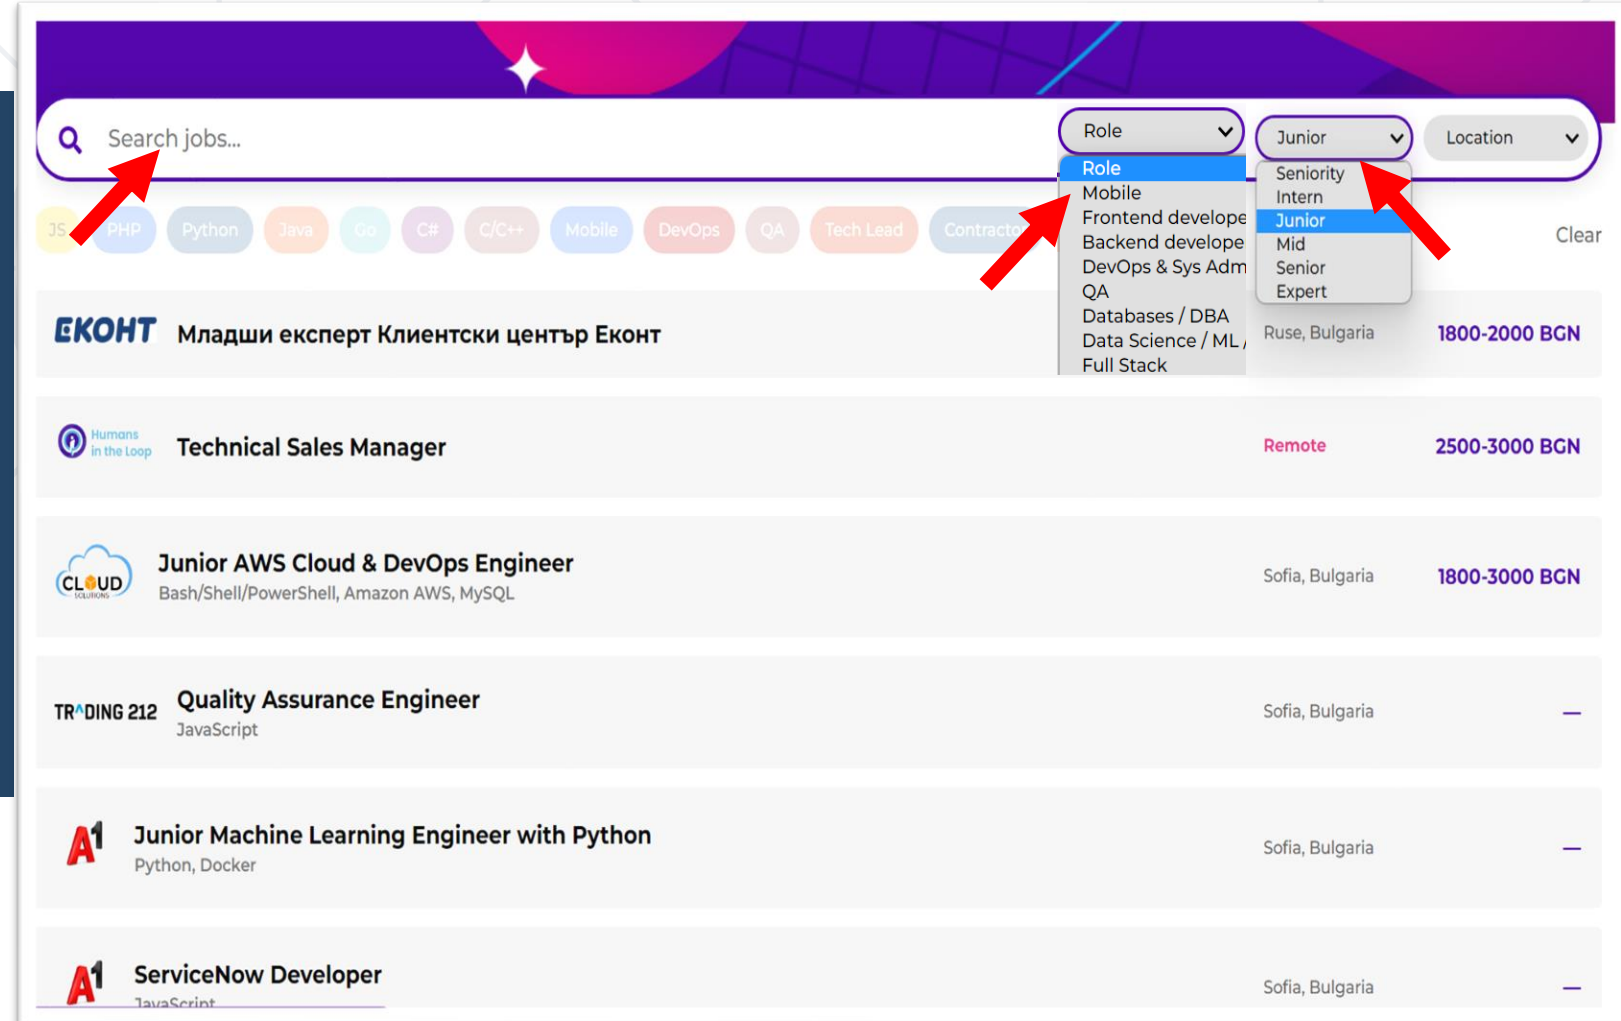 Search jobs...
Role
Junior
Location
Role
Mobile
Frontend develope
Backend develope
DevOps & Sys Adm
QA
Databases / DBA
Data Science / ML /
Full Stack
Seniority
Intern
Junior
Mid
Senior
Expert
JS PHP Python Java Go C# C/C++ Mobile DevOps QA Tech Lead Contracto
Clear
ЕКОНТ Младши експерт Клиентски център Еконт Ruse, Bulgaria 1800-2000 BGN
Humans
in the Loop
Technical Sales Manager Remote 2500-3000 BGN
CLOUD
SOLUTIONS
Junior AWS Cloud & DevOps Engineer
Bash/Shell/PowerShell, Amazon AWS, MySQL
Sofia, Bulgaria 1800-3000 BGN
TRADING 212
Quality Assurance Engineer
JavaScript
Sofia, Bulgaria —
A1
Junior Machine Learning Engineer with Python
Python, Docker
Sofia, Bulgaria —
A1
ServiceNow Developer
JavaScript
Sofia, Bulgaria —